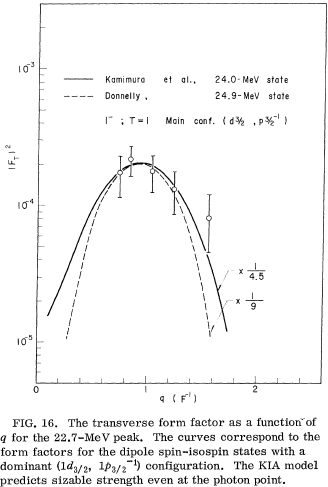 10⁻³
Kamimura et al., 24.0-MeV state
Donnelly, 24.9-MeV state
1⁻ ; T=1 Main conf. (d3/2 , p3/2⁻¹)
|F_T|²
10⁻⁴
x 1/4.5
x 1/9
10⁻⁵
0 1 2
q (F⁻¹)
FIG. 16. The transverse form factor as a function of
q for the 22.7-MeV peak. The curves correspond to the
form factors for the dipole spin-isospin states with a
dominant (1d₃/₂, 1p₃/₂⁻¹) configuration. The KIA model
predicts sizable strength even at the photon point.